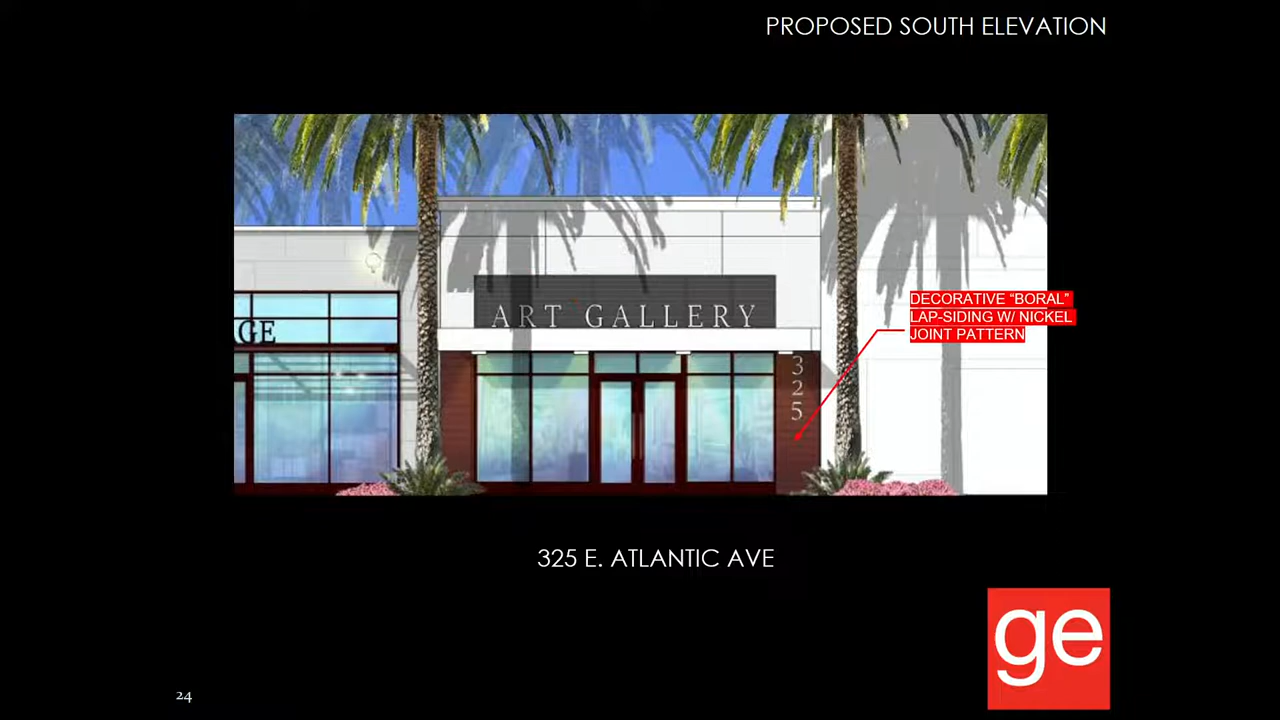 PROPOSED SOUTH ELEVATION
GE
ART GALLERY
3
2
5
DECORATIVE “BORAL”
LAP-SIDING W/ NICKEL
JOINT PATTERN
325 E. ATLANTIC AVE
ge
24